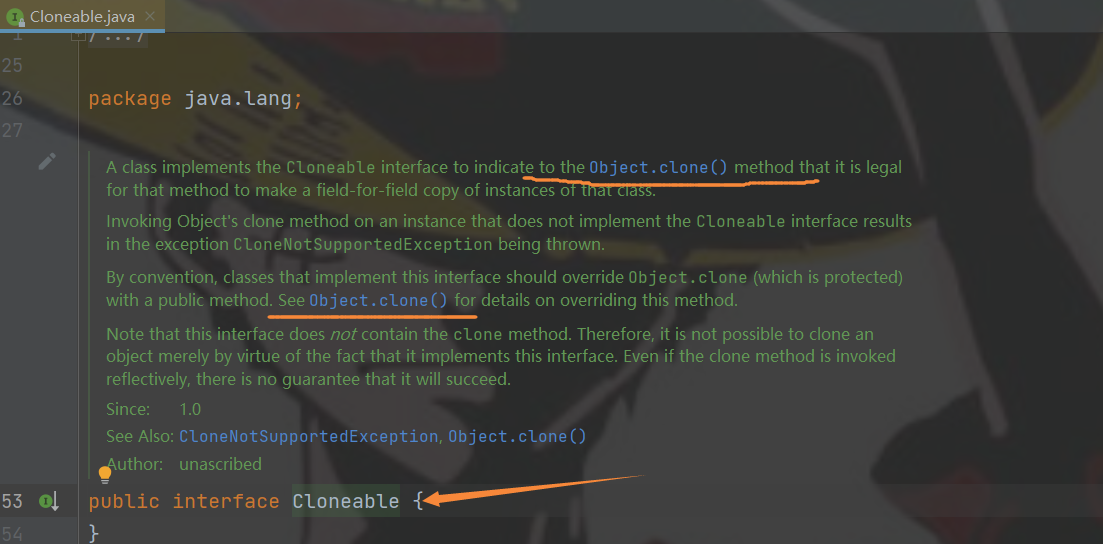 Cloneable.java
1 /.../
25
26 package java.lang;
27
A class implements the Cloneable interface to indicate to the Object.clone() method that it is legal
for that method to make a field-for-field copy of instances of that class.
Invoking Object's clone method on an instance that does not implement the Cloneable interface results
in the exception CloneNotSupportedException being thrown.
By convention, classes that implement this interface should override Object.clone (which is protected)
with a public method. See Object.clone() for details on overriding this method.
Note that this interface does not contain the clone method. Therefore, it is not possible to clone an
object merely by virtue of the fact that it implements this interface. Even if the clone method is invoked
reflectively, there is no guarantee that it will succeed.
Since: 1.0
See Also: CloneNotSupportedException, Object.clone()
Author: unascribed
53 public interface Cloneable {
54 }